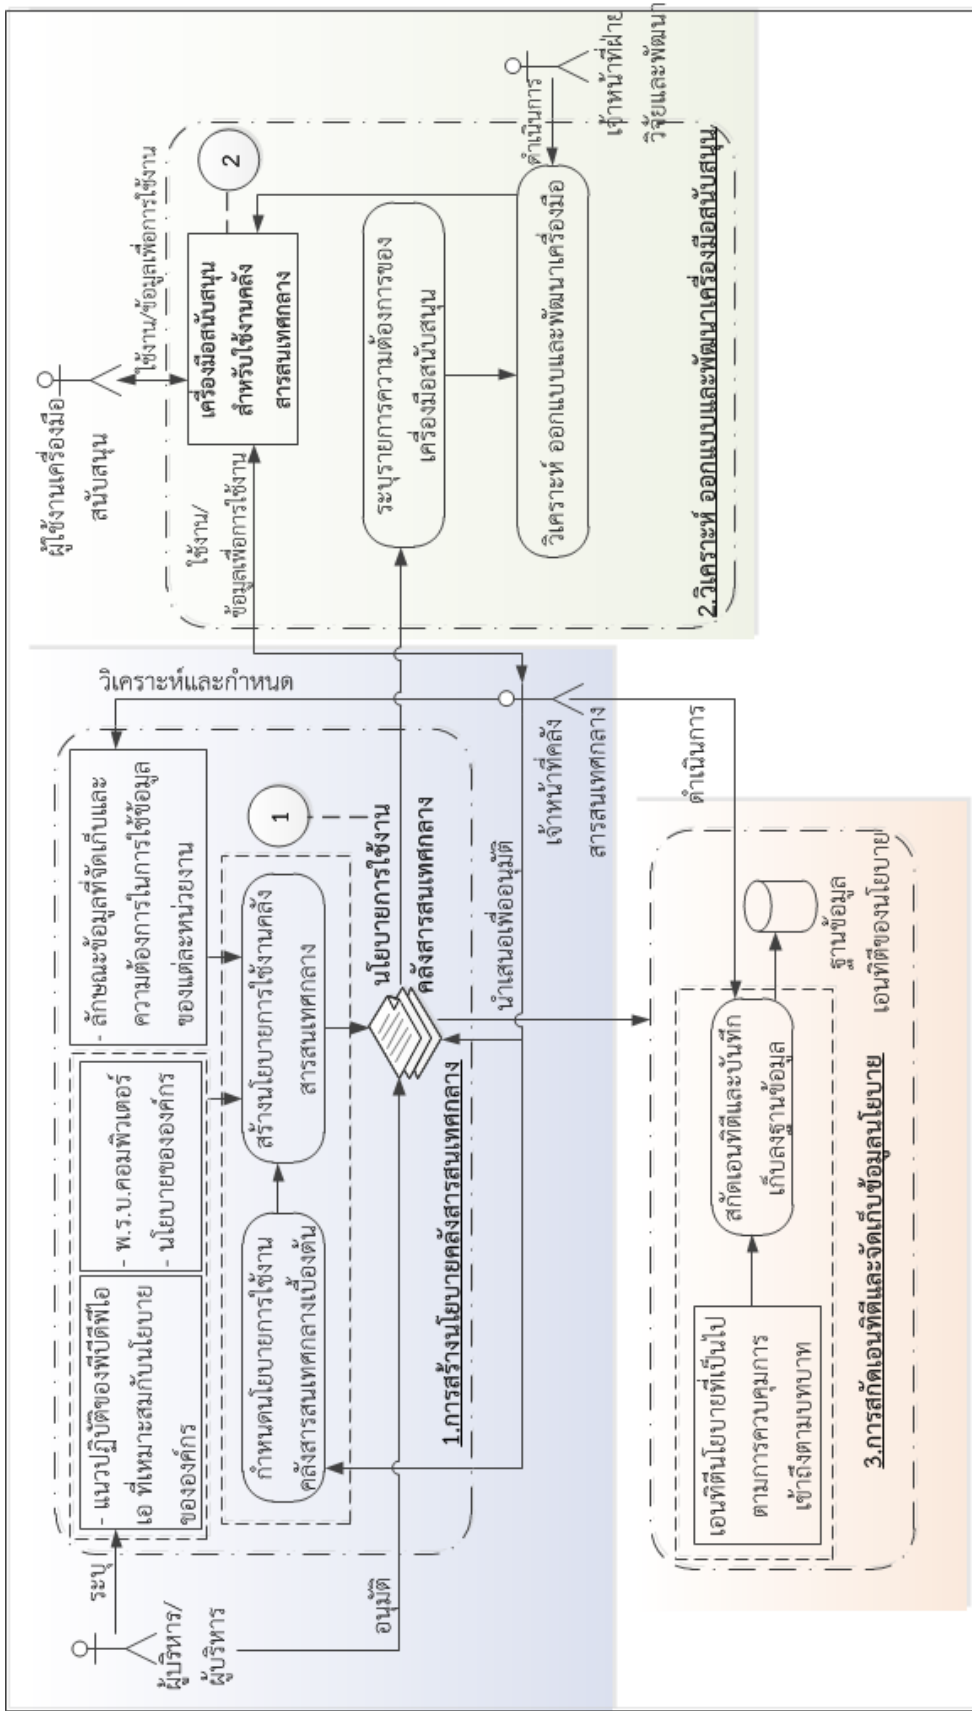 ระบุ
ผู้บริหาร/
ผู้บริหาร
อนุมัติ
- แนวปฏิบัติของพีบีดีพีไอ
เอ ที่เหมาะสมกับนโยบาย
ขององค์กร
- พ.ร.บ.คอมพิวเตอร์
- นโยบายขององค์กร
- ลักษณะข้อมูลที่จัดเก็บและ
ความต้องการในการใช้ข้อมูล
ของแต่ละหน่วยงาน
วิเคราะห์และกำหนด
กำหนดนโยบายการใช้งาน
คลังสารสนเทศกลางเบื้องต้น
สร้างนโยบายการใช้งานคลัง
สารสนเทศกลาง
1
นโยบายการใช้งาน
คลังสารสนเทศกลาง
1.การสร้างนโยบายคลังสารสนเทศกลาง
นำเสนอเพื่ออนุมัติ
เจ้าหน้าที่คลัง
สารสนเทศกลาง
ผู้ใช้งานเครื่องมือ
สนับสนุน
ใช้งาน/ข้อมูลเพื่อการใช้งาน
ใช้งาน/
ข้อมูลเพื่อการใช้งาน
เครื่องมือสนับสนุน
สำหรับใช้งานคลัง
สารสนเทศกลาง
2
ระบุรายการความต้องการของ
เครื่องมือสนับสนุน
วิเคราะห์ ออกแบบและพัฒนาเครื่องมือ
ดำเนินการ
เจ้าหน้าที่ฝ่าย
วิจัยและพัฒนา
2.วิเคราะห์ ออกแบบและพัฒนาเครื่องมือสนับสนุน
ดำเนินการ
เอนทิตีนโยบายที่เป็นไป
ตามการควบคุมการ
เข้าถึงตามบทบาท
สกัดเอนทิตีและบันทึก
เก็บลงฐานข้อมูล
ฐานข้อมูล
เอนทิตีของนโยบาย
3.การสกัดเอนทิตีและจัดเก็บข้อมูลนโยบาย